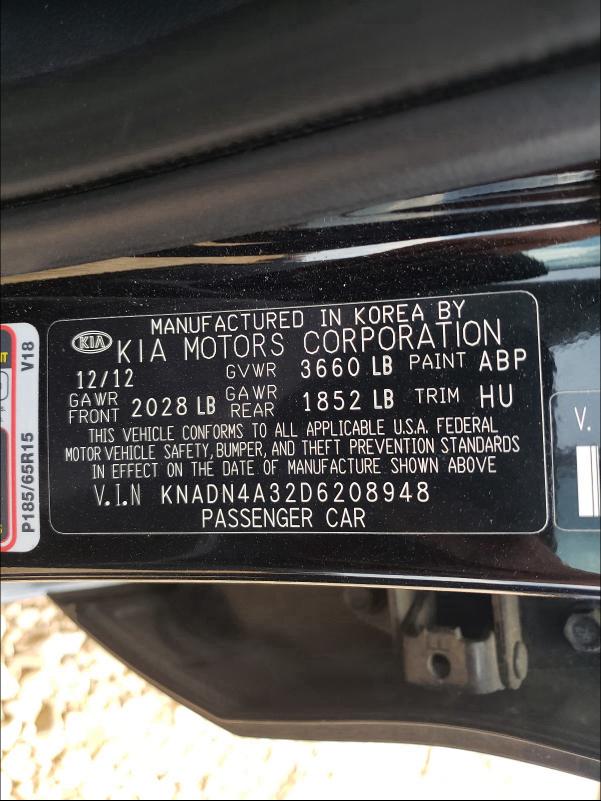 MANUFACTURED IN KOREA BY
KIA KIA MOTORS CORPORATION
12/12 GVWR 3660 LB PAINT ABP
GAWR FRONT 2028 LB GAWR REAR 1852 LB TRIM HU
THIS VEHICLE CONFORMS TO ALL APPLICABLE U.S.A. FEDERAL
MOTOR VEHICLE SAFETY, BUMPER, AND THEFT PREVENTION STANDARDS
IN EFFECT ON THE DATE OF MANUFACTURE SHOWN ABOVE
V.I.N KNADN4A32D6208948
PASSENGER CAR
P185/65R15 V18
V.